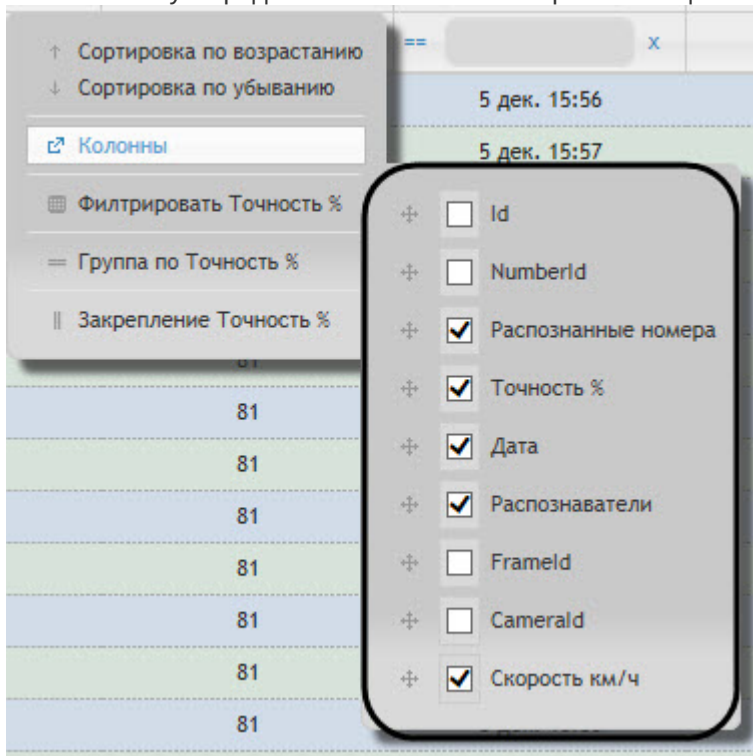 == x
↑ Сортировка по возрастанию
↓ Сортировка по убыванию
5 дек. 15:56
Колонны
5 дек. 15:57
Филтрировать Точность %
Группа по Точность %
Закрепление Точность %
Id
NumberId
Распознанные номера
Точность %
Дата
Распознаватели
FrameId
CameraId
Скорость км/ч
81
81
81
81
81
81
81
81